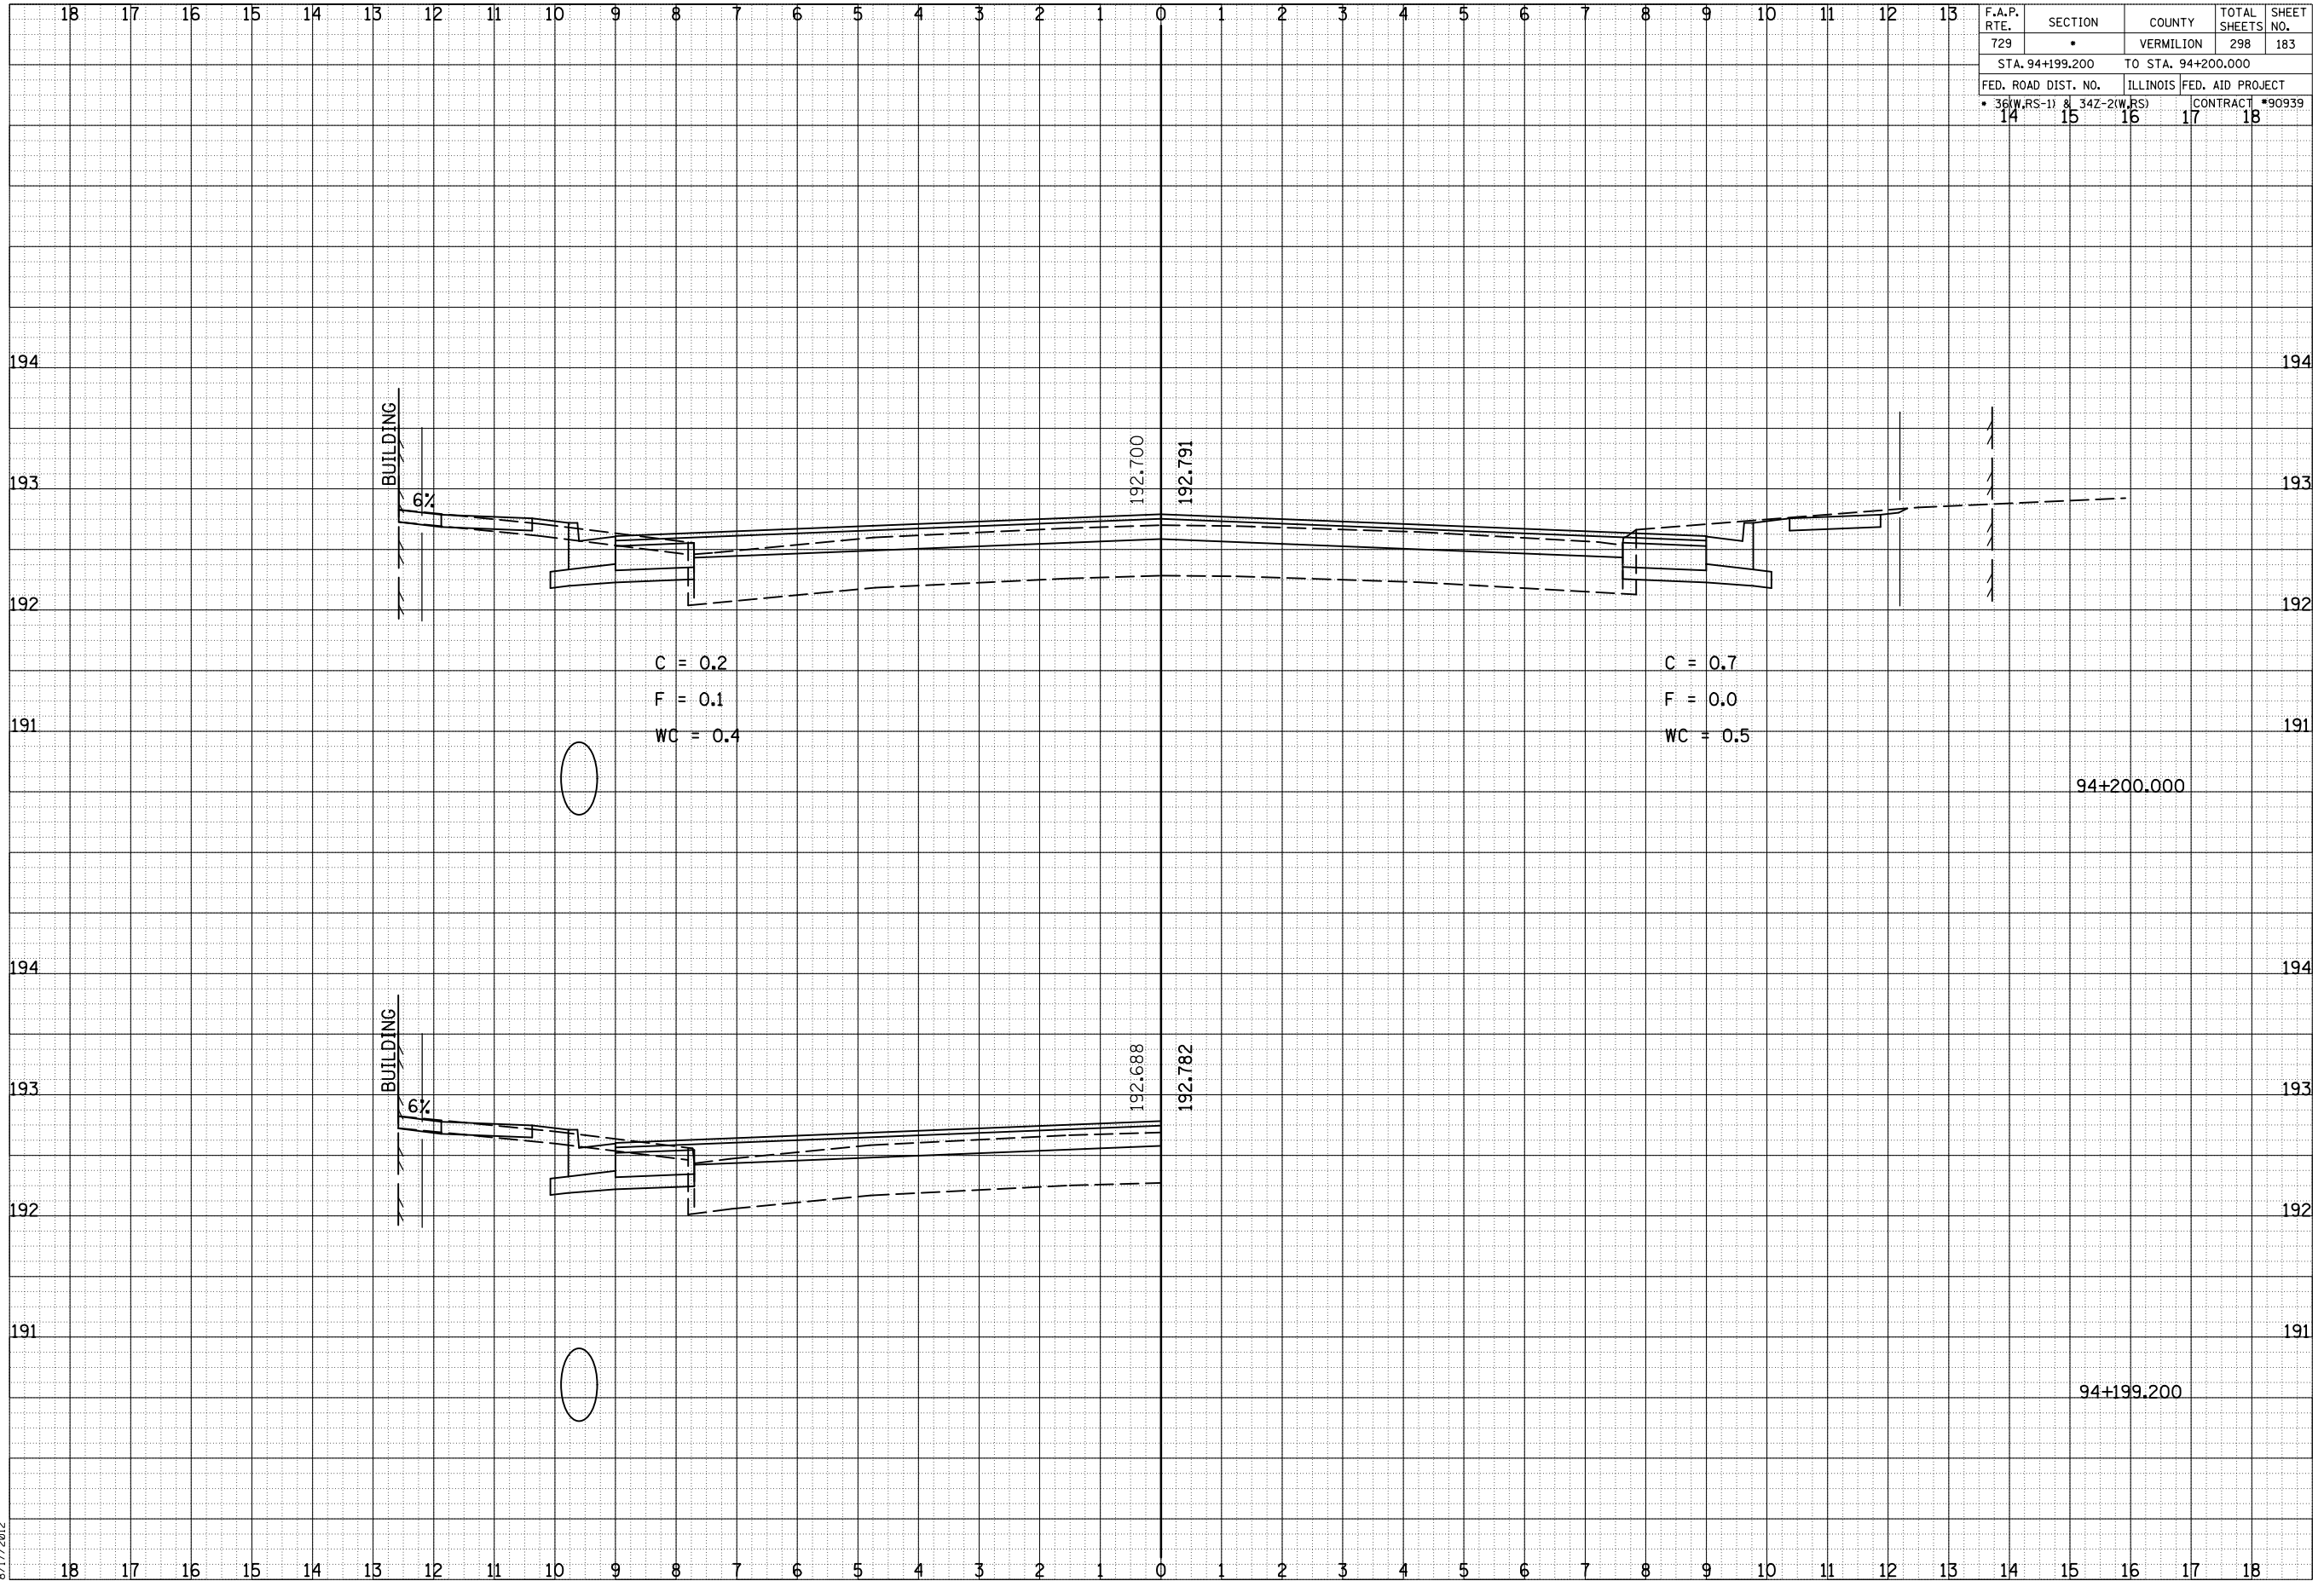 18 17 16 15 14 13 12 11 10 9 8 7 6 5 4 3 2 1 0 1 2 3 4 5 6 7 8 9 10 11 12 13
F.A.P. RTE. SECTION COUNTY TOTAL SHEETS SHEET NO.
729 * VERMILION 298 183
STA. 94+199.200 TO STA. 94+200.000
FED. ROAD DIST. NO. ILLINOIS FED. AID PROJECT
* 36(W,RS-1) & 34Z-2(W,RS) CONTRACT #90939
14 15 16 17 18
194 194
BUILDING
192.700
192.791
193 193
6%
192 192
C = 0.2 C = 0.7
F = 0.1 F = 0.0
191 191
WC = 0.4 WC = 0.5
94+200.000
194 194
BUILDING
192.688
192.782
193 193
6%
192 192
191 191
94+199.200
18 17 16 15 14 13 12 11 10 9 8 7 6 5 4 3 2 1 0 1 2 3 4 5 6 7 8 9 10 11 12 13 14 15 16 17 18